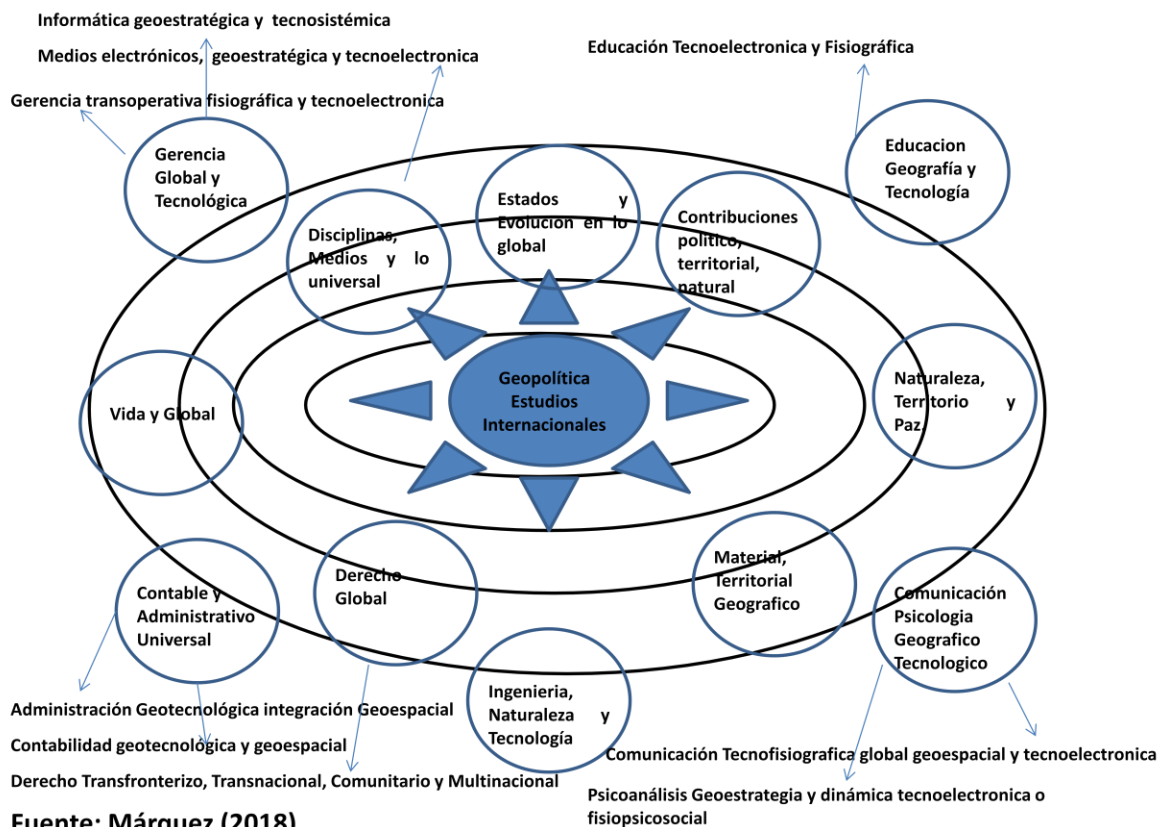 Informática geoestratégica y tecnosistémica
Medios electrónicos, geoestratégica y tecnoelectronica
Gerencia transoperativa fisiográfica y tecnoelectronica
Educación Tecnoelectronica y Fisiográfica
Gerencia
Global y
Tecnológica
Disciplinas,
Medios y lo
universal
Estados y
Evolución en lo
global
Contribuciones
politico,
territorial,
natural
Educacion
Geografía y
Tecnología
Vida y Global
Geopolítica
Estudios
Internacionales
Naturaleza,
Territorio y
Paz
Contable y
Administrativo
Universal
Derecho
Global
Ingenieria,
Naturaleza y
Tecnología
Material,
Territorial
Geografico
Comunicación
Psicologia
Geografico
Tecnologico
Administración Geotecnológica integración Geoespacial
Contabilidad geotecnológica y geoespacial
Derecho Transfronterizo, Transnacional, Comunitario y Multinacional
Comunicación Tecnofisiografica global geoespacial y tecnoelectronica
Psicoanálisis Geoestrategia y dinámica tecnoelectronica o
fisiopsicosocial
Fuente: Márquez (2018)